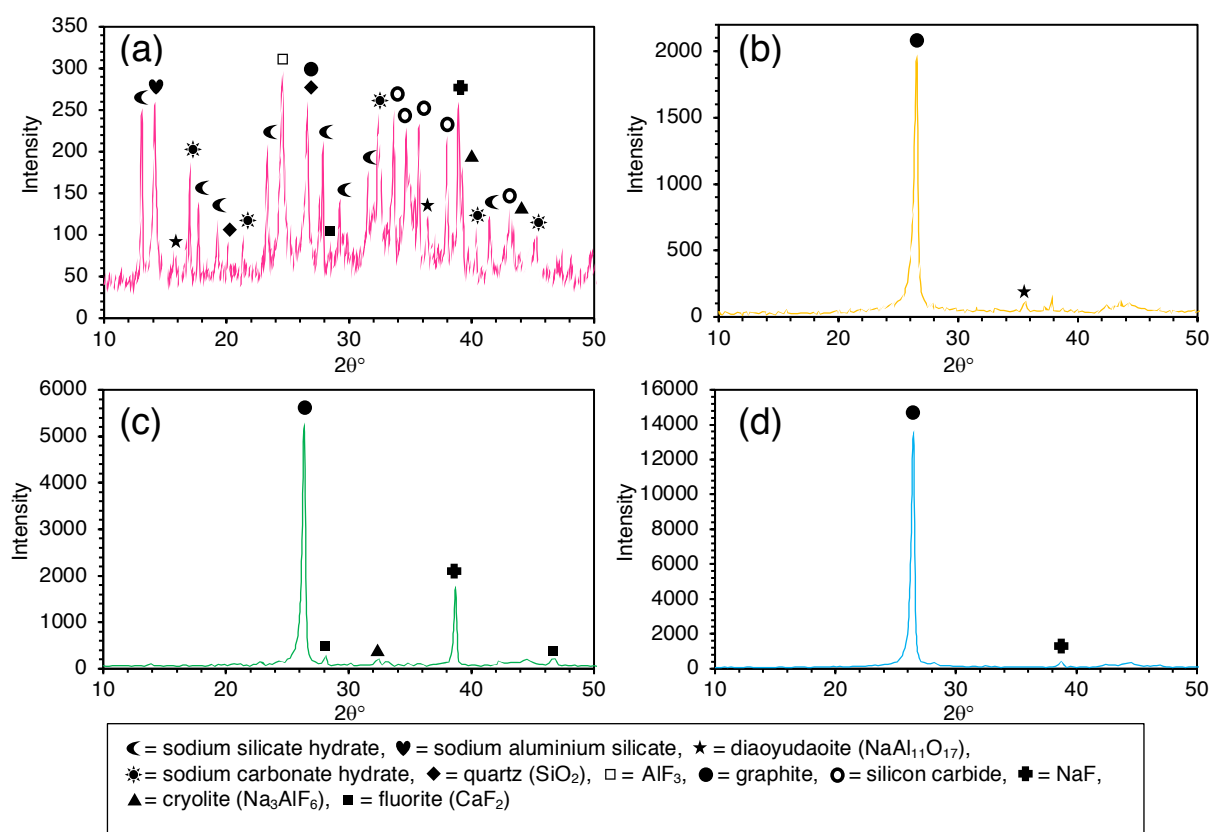 (a)
350
300
250
200
150
100
50
0
Intensity
10 20 30 40 50
2θ°
(b)
2000
1500
1000
500
0
Intensity
10 20 30 40 50
2θ°
(c)
6000
5000
4000
3000
2000
1000
0
Intensity
10 20 30 40 50
2θ°
(d)
16000
14000
12000
10000
8000
6000
4000
2000
0
Intensity
10 20 30 40 50
2θ°
= sodium silicate hydrate, = sodium aluminium silicate, = diaoyudaoite (NaAl₁₁O₁₇),
= sodium carbonate hydrate, = quartz (SiO₂), = AlF₃, = graphite, = silicon carbide, = NaF,
= cryolite (Na₃AlF₆), = fluorite (CaF₂)